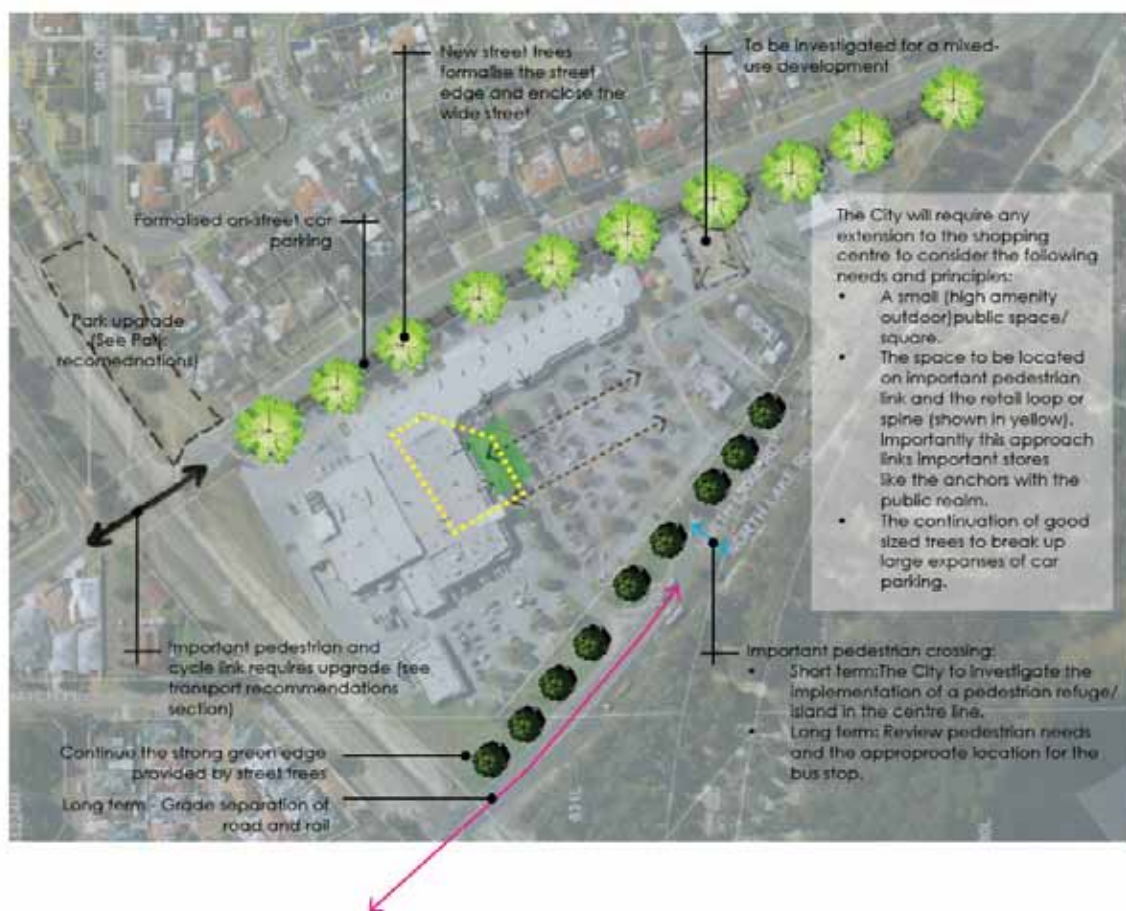 New street trees
formalise the street
edge and enclose the
wide street
To be investigated for a mixed-
use development
Formalised on-street car
parking
Park upgrade
(See Park
recomednations)
The City will require any
extension to the shopping
centre to consider the following
needs and principles:
• A small (high amenity
outdoor)public space/
square.
• The space to be located
on important pedestrian
link and the retail loop or
spine (shown in yellow).
Importantly this approach
links important stores
like the anchors with the
public realm.
• The continuation of good
sized trees to break up
large expanses of car
parking.
Important pedestrian and
cycle link requires upgrade (see
transport recommendations
section)
Important pedestrian crossing:
• Short term:The City to investigate the
implementation of a pedestrian refuge/
island in the centre line.
• Long term: Review pedestrian needs
and the approproate location for the
bus stop.
Continue the strong green edge
provided by street trees
Long term - Grade separation of
road and rail